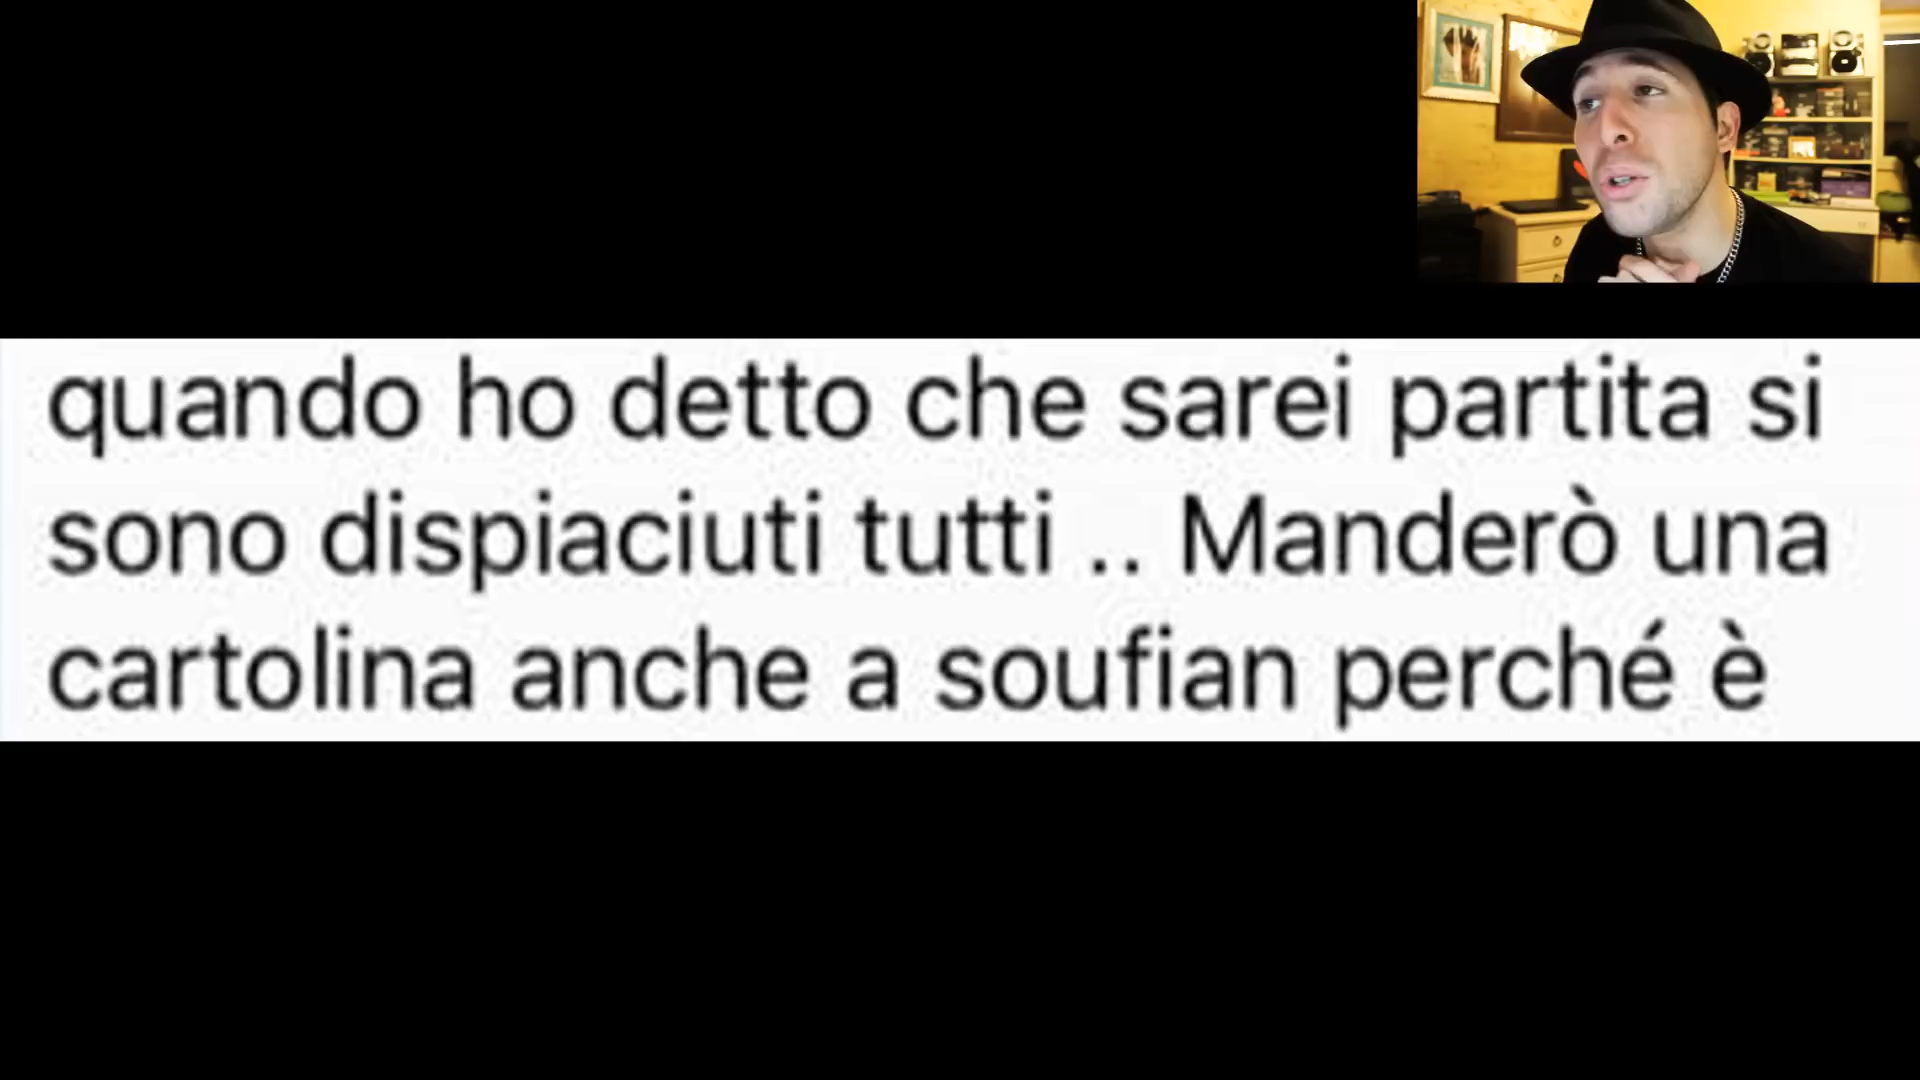 quando ho detto che sarei partita si
sono dispiaciuti tutti .. Manderò una
cartolina anche a soufian perché è